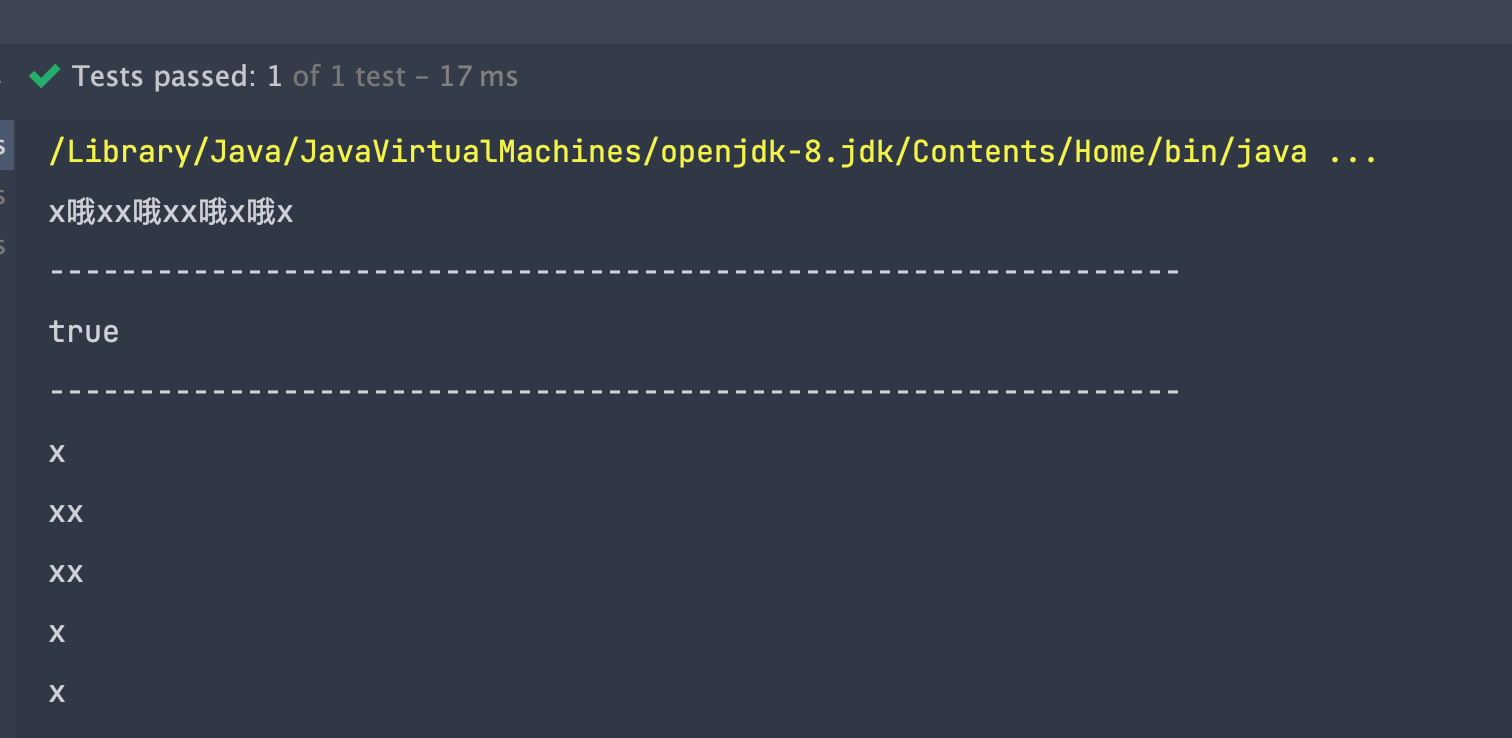 Tests passed: 1 of 1 test – 17 ms
/Library/Java/JavaVirtualMachines/openjdk-8.jdk/Contents/Home/bin/java ...
x哦xx哦xx哦x哦x
---------------------------------------------------------------
true
---------------------------------------------------------------
x
xx
xx
x
x